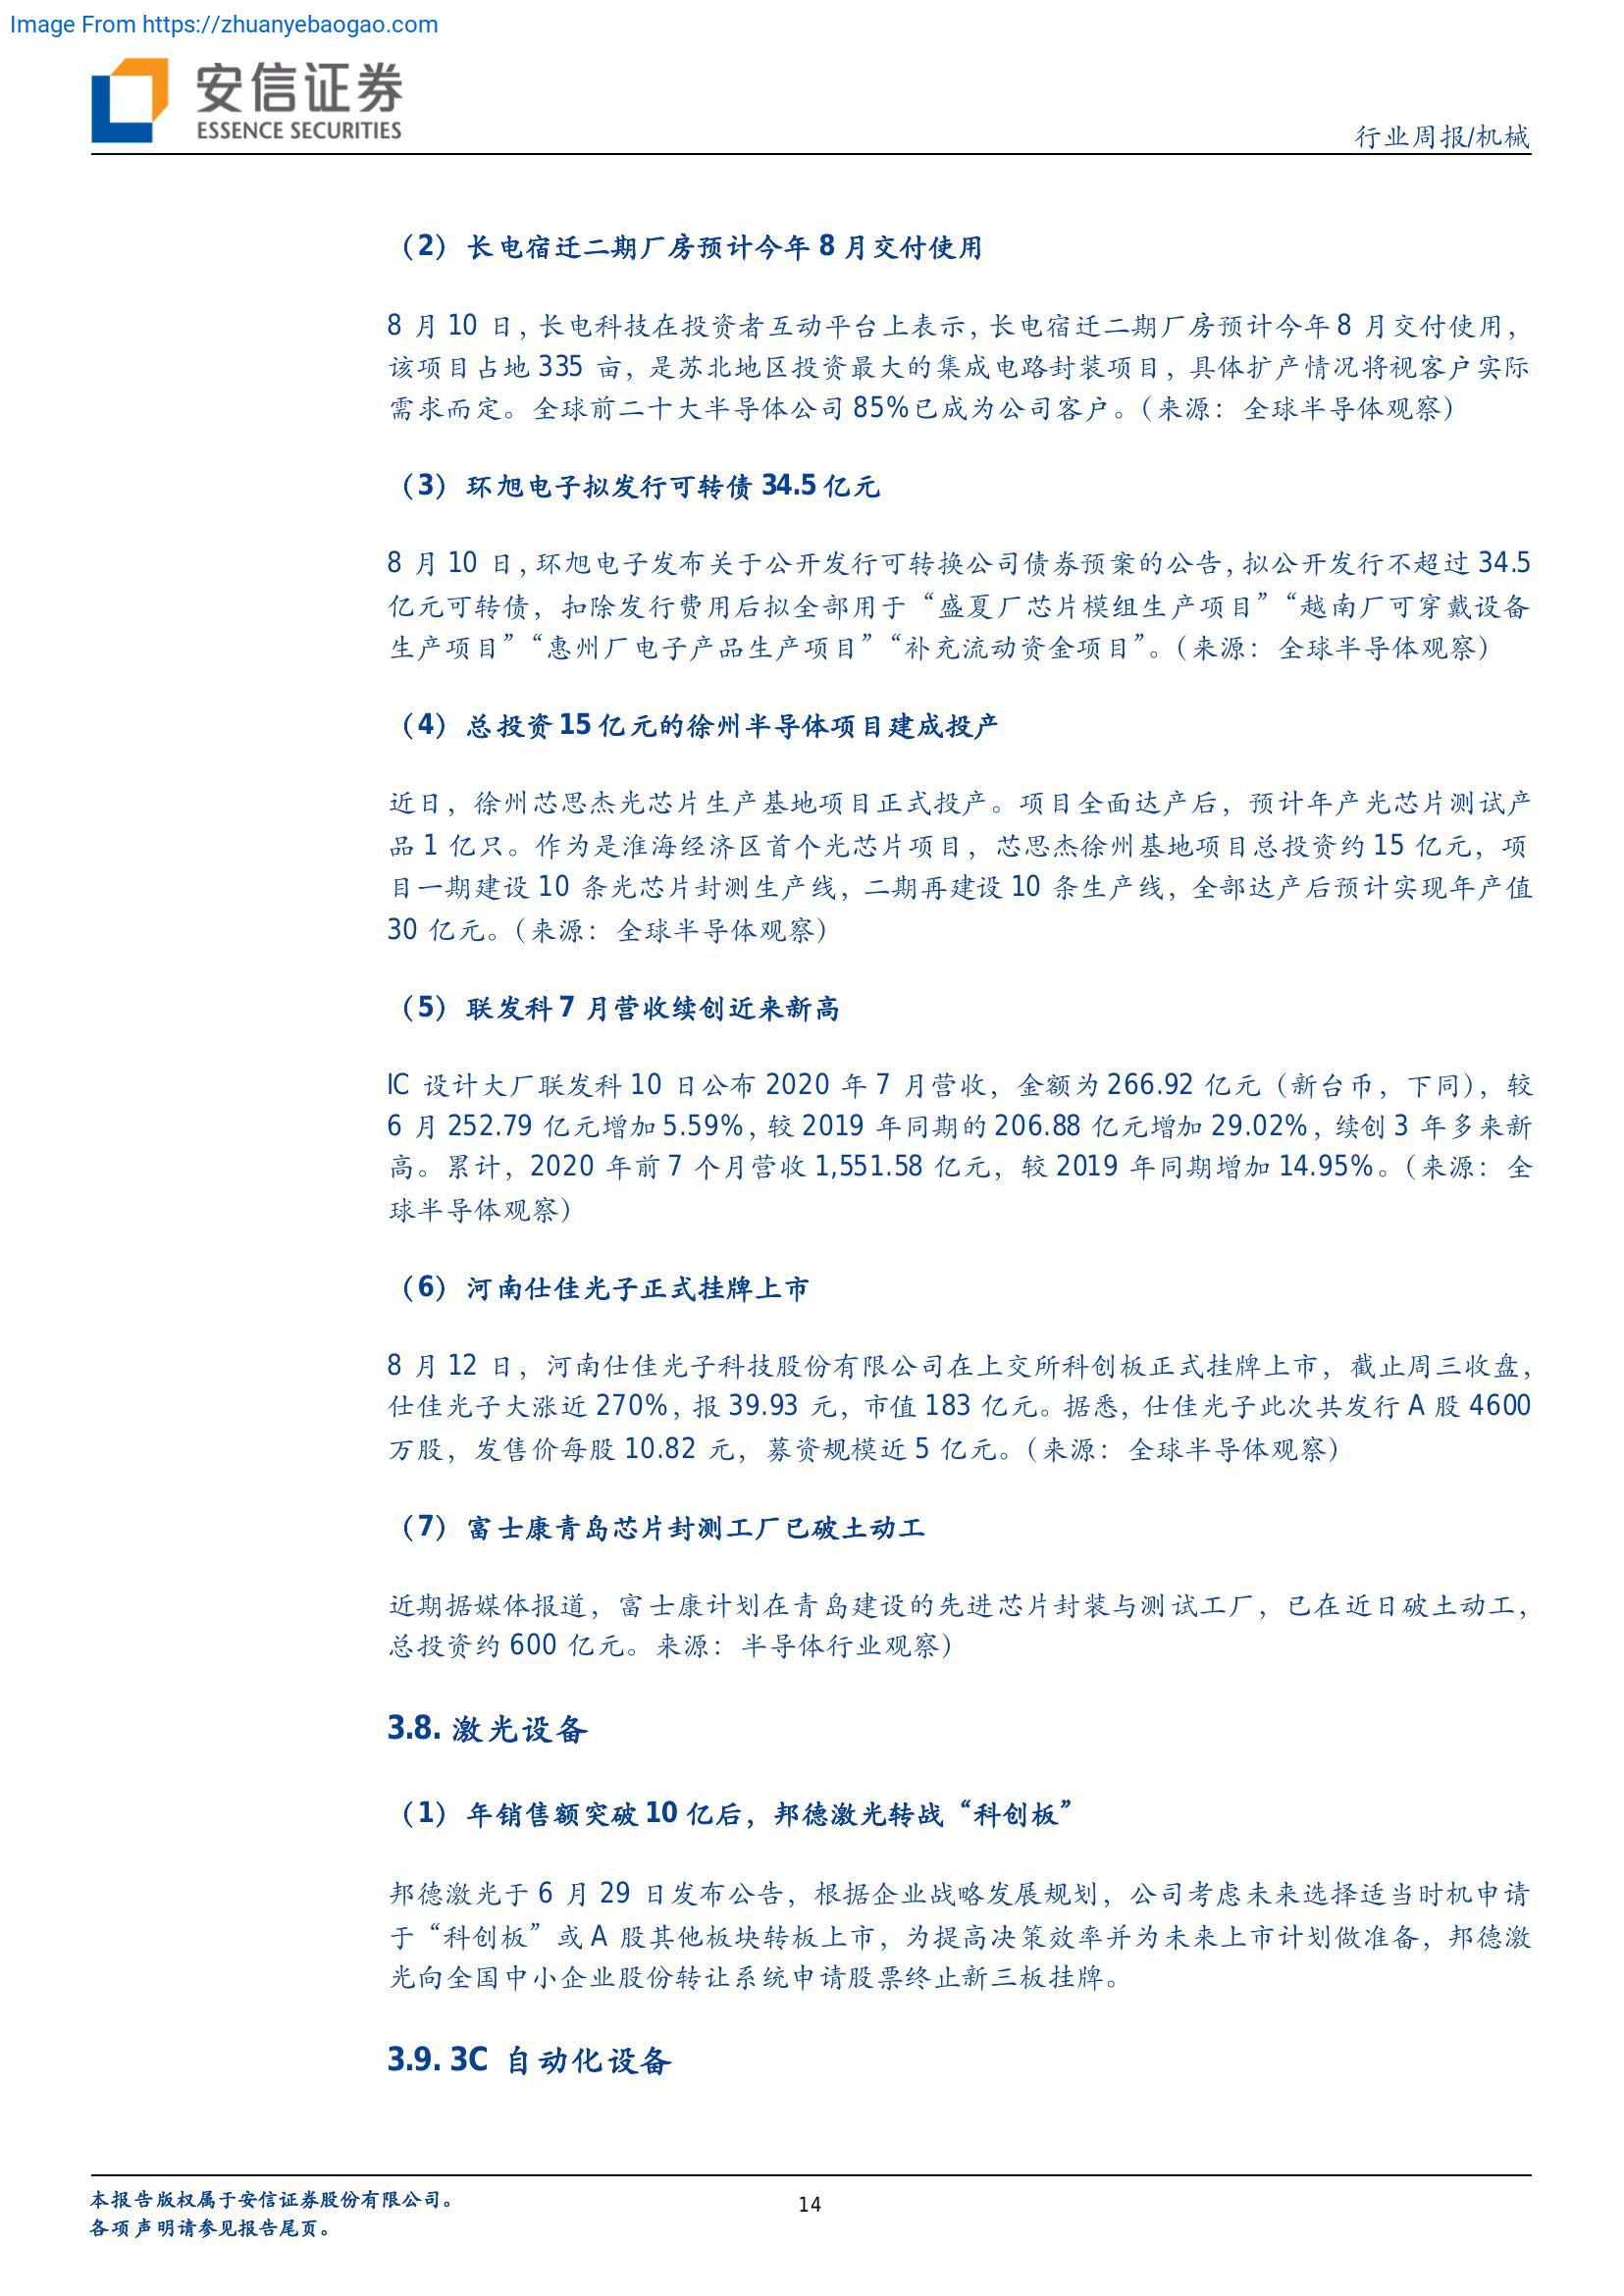 Image From https://zhuanyebaogao.com
安信证券
ESSENCE SECURITIES
行业周报/机械
（2）长电宿迁二期厂房预计今年 8 月交付使用
8 月 10 日，长电科技在投资者互动平台上表示，长电宿迁二期厂房预计今年 8 月交付使用，
该项目占地 335 亩，是苏北地区投资最大的集成电路封装项目，具体扩产情况将视客户实际
需求而定。全球前二十大半导体公司 85%已成为公司客户。（来源：全球半导体观察）
（3）环旭电子拟发行可转债 34.5 亿元
8 月 10 日，环旭电子发布关于公开发行可转换公司债券预案的公告，拟公开发行不超过 34.5
亿元可转债，扣除发行费用后拟全部用于“盛夏厂芯片模组生产项目”“越南厂可穿戴设备
生产项目”“惠州厂电子产品生产项目”“补充流动资金项目”。（来源：全球半导体观察）
（4）总投资 15 亿元的徐州半导体项目建成投产
近日，徐州芯思杰光芯片生产基地项目正式投产。项目全面达产后，预计年产光芯片测试产
品 1 亿只。作为是淮海经济区首个光芯片项目，芯思杰徐州基地项目总投资约 15 亿元，项
目一期建设 10 条光芯片封测生产线，二期再建设 10 条生产线，全部达产后预计实现年产值
30 亿元。（来源：全球半导体观察）
（5）联发科 7 月营收续创近来新高
IC 设计大厂联发科 10 日公布 2020 年 7 月营收，金额为 266.92 亿元（新台币，下同），较
6 月 252.79 亿元增加 5.59%，较 2019 年同期的 206.88 亿元增加 29.02%，续创 3 年多来新
高。累计，2020 年前 7 个月营收 1,551.58 亿元，较 2019 年同期增加 14.95%。（来源：全
球半导体观察）
（6）河南仕佳光子正式挂牌上市
8 月 12 日，河南仕佳光子科技股份有限公司在上交所科创板正式挂牌上市，截止周三收盘，
仕佳光子大涨近 270%，报 39.93 元，市值 183 亿元。据悉，仕佳光子此次共发行 A 股 4600
万股，发售价每股 10.82 元，募资规模近 5 亿元。（来源：全球半导体观察）
（7）富士康青岛芯片封测工厂已破土动工
近期据媒体报道，富士康计划在青岛建设的先进芯片封装与测试工厂，已在近日破土动工，
总投资约 600 亿元。来源：半导体行业观察）
3.8. 激光设备
（1）年销售额突破 10 亿后，邦德激光转战“科创板”
邦德激光于 6 月 29 日发布公告，根据企业战略发展规划，公司考虑未来选择适当时机申请
于“科创板”或 A 股其他板块转板上市，为提高决策效率并为未来上市计划做准备，邦德激
光向全国中小企业股份转让系统申请股票终止新三板挂牌。
3.9. 3C 自动化设备
本报告版权属于安信证券股份有限公司。
14
各项声明请参见报告尾页。